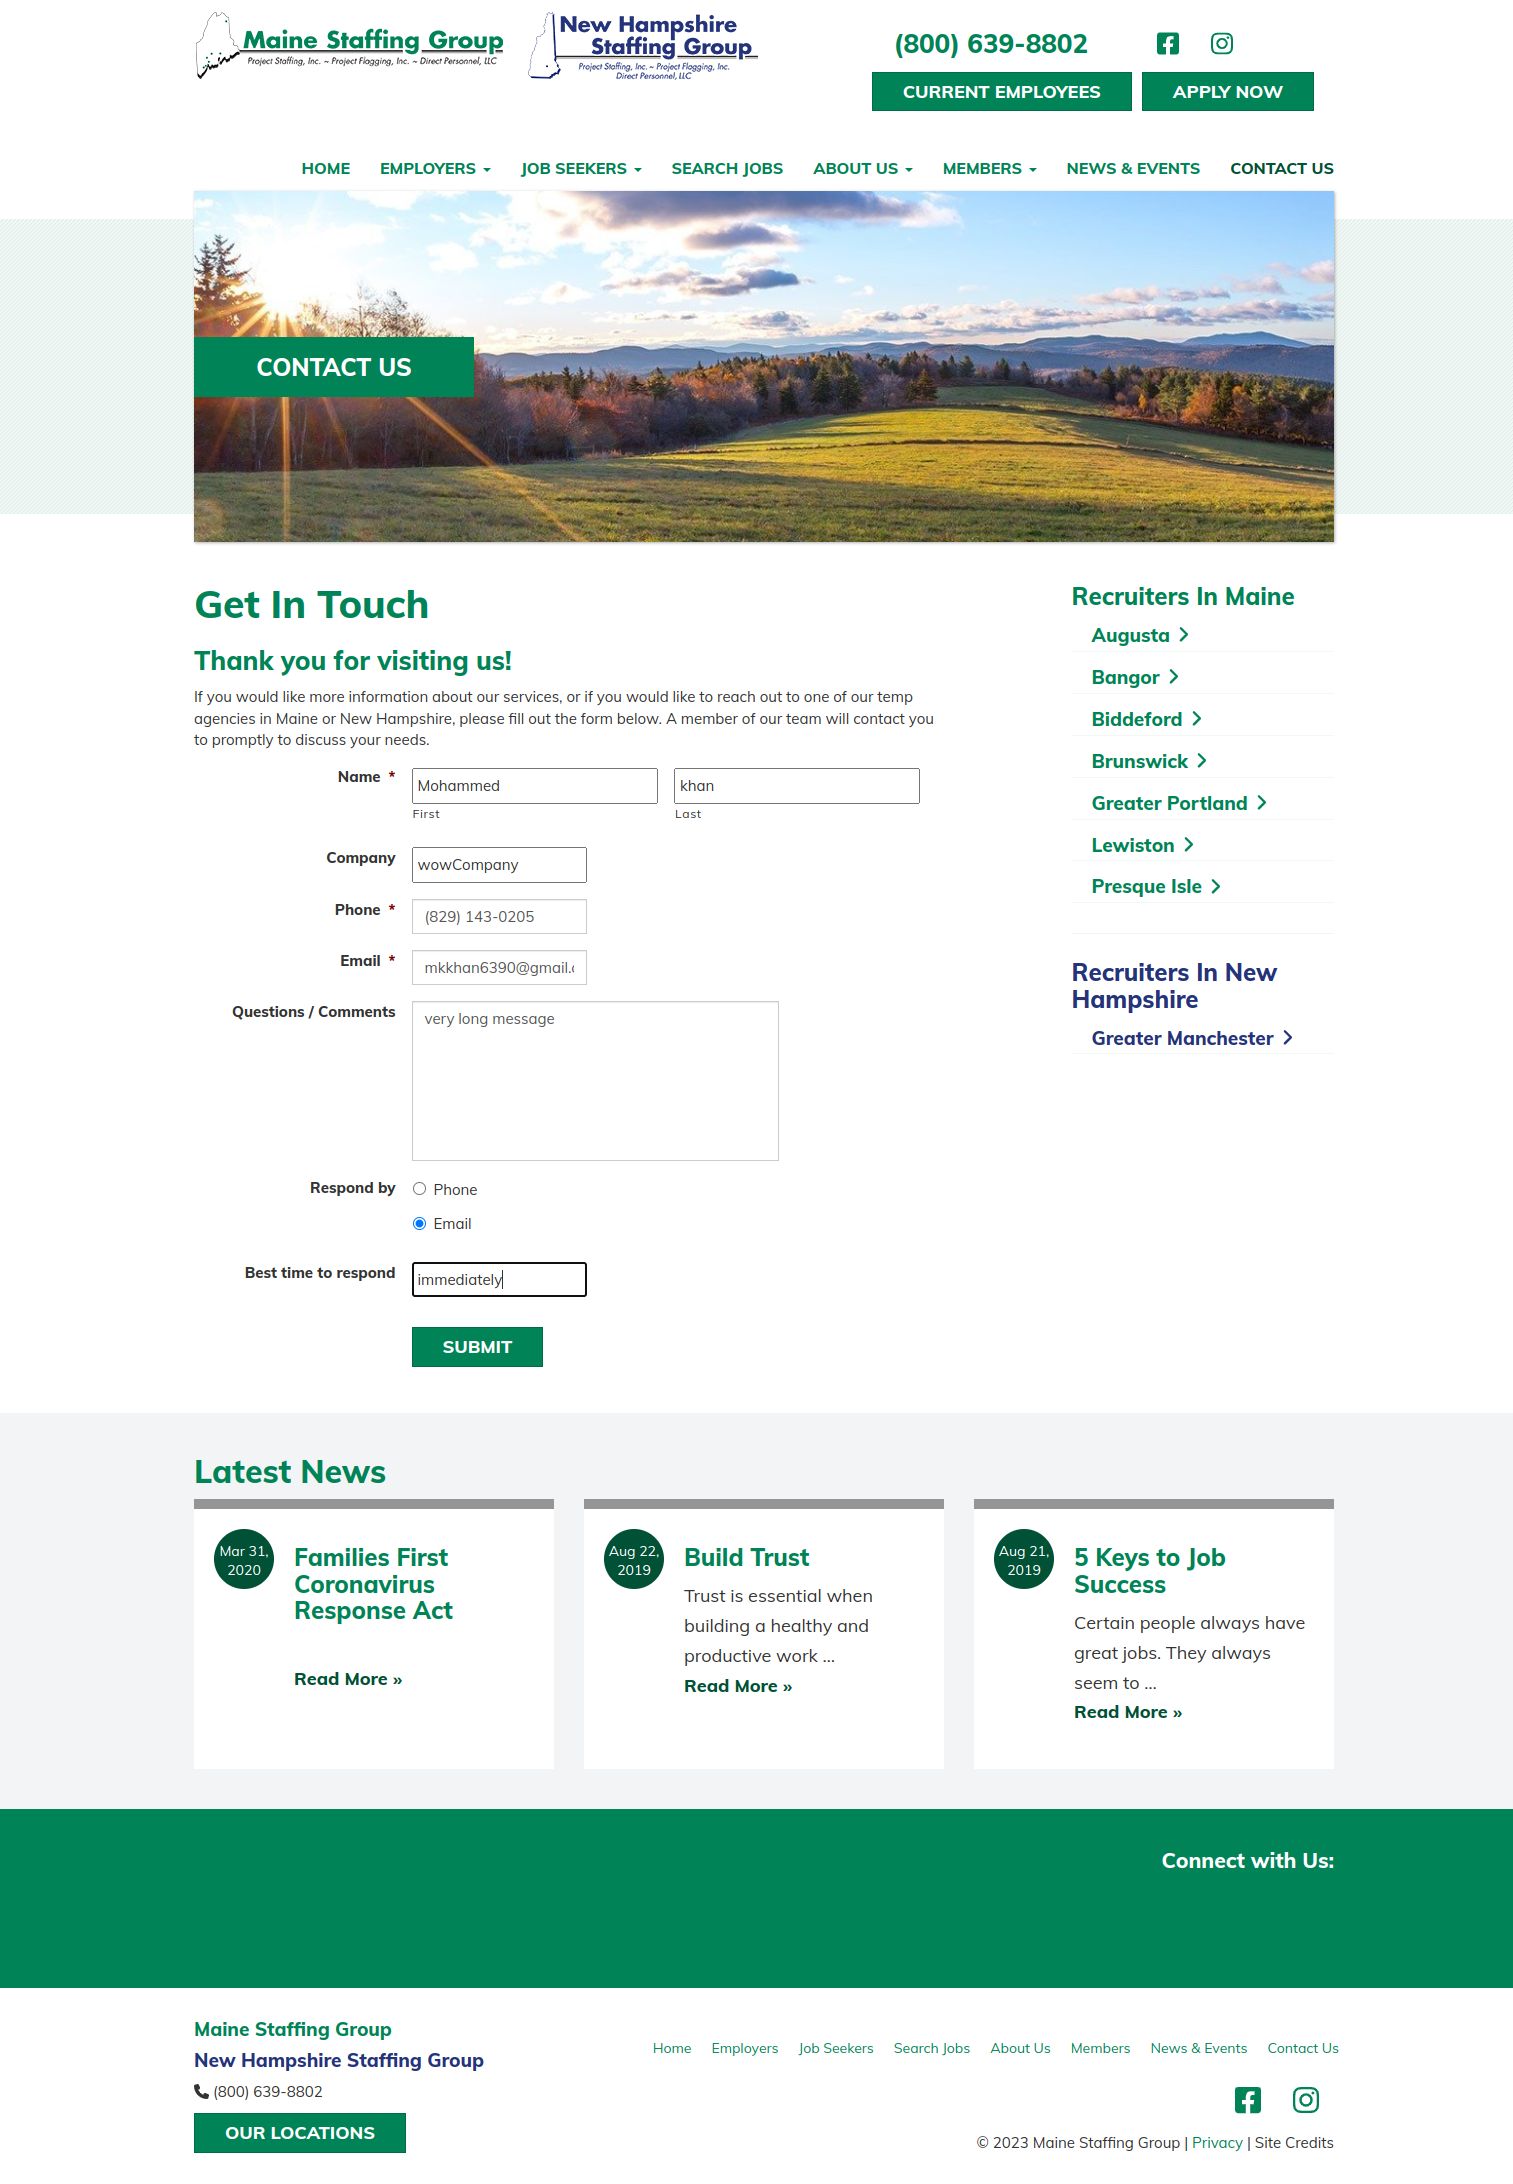 Maine Staffing Group
Project Staffing, Inc. ~ Project Flagging, Inc. ~ Direct Personnel, LLC
New Hampshire
Staffing Group
Project Staffing, Inc. ~ Project Flagging, Inc.
Direct Personnel, LLC
(800) 639-8802
CURRENT EMPLOYEES
APPLY NOW
HOME EMPLOYERS JOB SEEKERS SEARCH JOBS ABOUT US MEMBERS NEWS & EVENTS CONTACT US
CONTACT US
Get In Touch
Thank you for visiting us!
If you would like more information about our services, or if you would like to reach out to one of our temp
agencies in Maine or New Hampshire, please fill out the form below. A member of our team will contact you
to promptly to discuss your needs.
Name *
Mohammed
khan
First
Last
Company
wowCompany
Phone *
(829) 143-0205
Email *
mkkhan6390@gmail.
Questions / Comments
very long message
Respond by
Phone
Email
Best time to respond
immediately
SUBMIT
Recruiters In Maine
Augusta
Bangor
Biddeford
Brunswick
Greater Portland
Lewiston
Presque Isle
Recruiters In New
Hampshire
Greater Manchester
Latest News
Mar 31,
2020
Families First
Coronavirus
Response Act
Read More »
Aug 22,
2019
Build Trust
Trust is essential when
building a healthy and
productive work ...
Read More »
Aug 21,
2019
5 Keys to Job
Success
Certain people always have
great jobs. They always
seem to ...
Read More »
Connect with Us:
Maine Staffing Group
New Hampshire Staffing Group
(800) 639-8802
OUR LOCATIONS
Home Employers Job Seekers Search Jobs About Us Members News & Events Contact Us
© 2023 Maine Staffing Group | Privacy | Site Credits